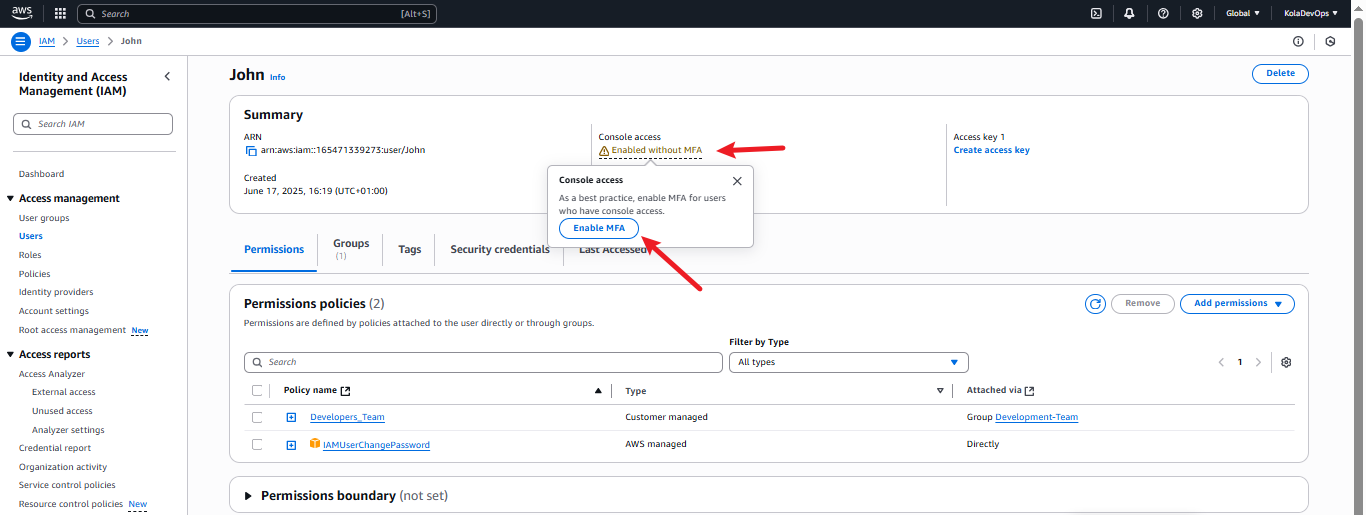 aws Search [Alt+S] Global KolaDevOps
IAM > Users > John
Identity and Access Management (IAM)
Search IAM
Dashboard
Access management
User groups
Users
Roles
Policies
Identity providers
Account settings
Root access management New
Access reports
Access Analyzer
External access
Unused access
Analyzer settings
Credential report
Organization activity
Service control policies
Resource control policies New
John Info
Delete
Summary
ARN
arn:aws:iam::165471339273:user/John
Created
June 17, 2025, 16:19 (UTC+01:00)
Console access
Enabled without MFA
Access key 1
Create access key
Console access
As a best practice, enable MFA for users
who have console access.
Enable MFA
Permissions
Groups
(1)
Tags
Security credentials
Last Accessed
Permissions policies (2)
Remove
Add permissions
Permissions are defined by policies attached to the user directly or through groups.
Filter by Type
Search
All types
1
Policy name Type Attached via
Developers_Team Customer managed Group Development-Team
IAMUserChangePassword AWS managed Directly
Permissions boundary (not set)